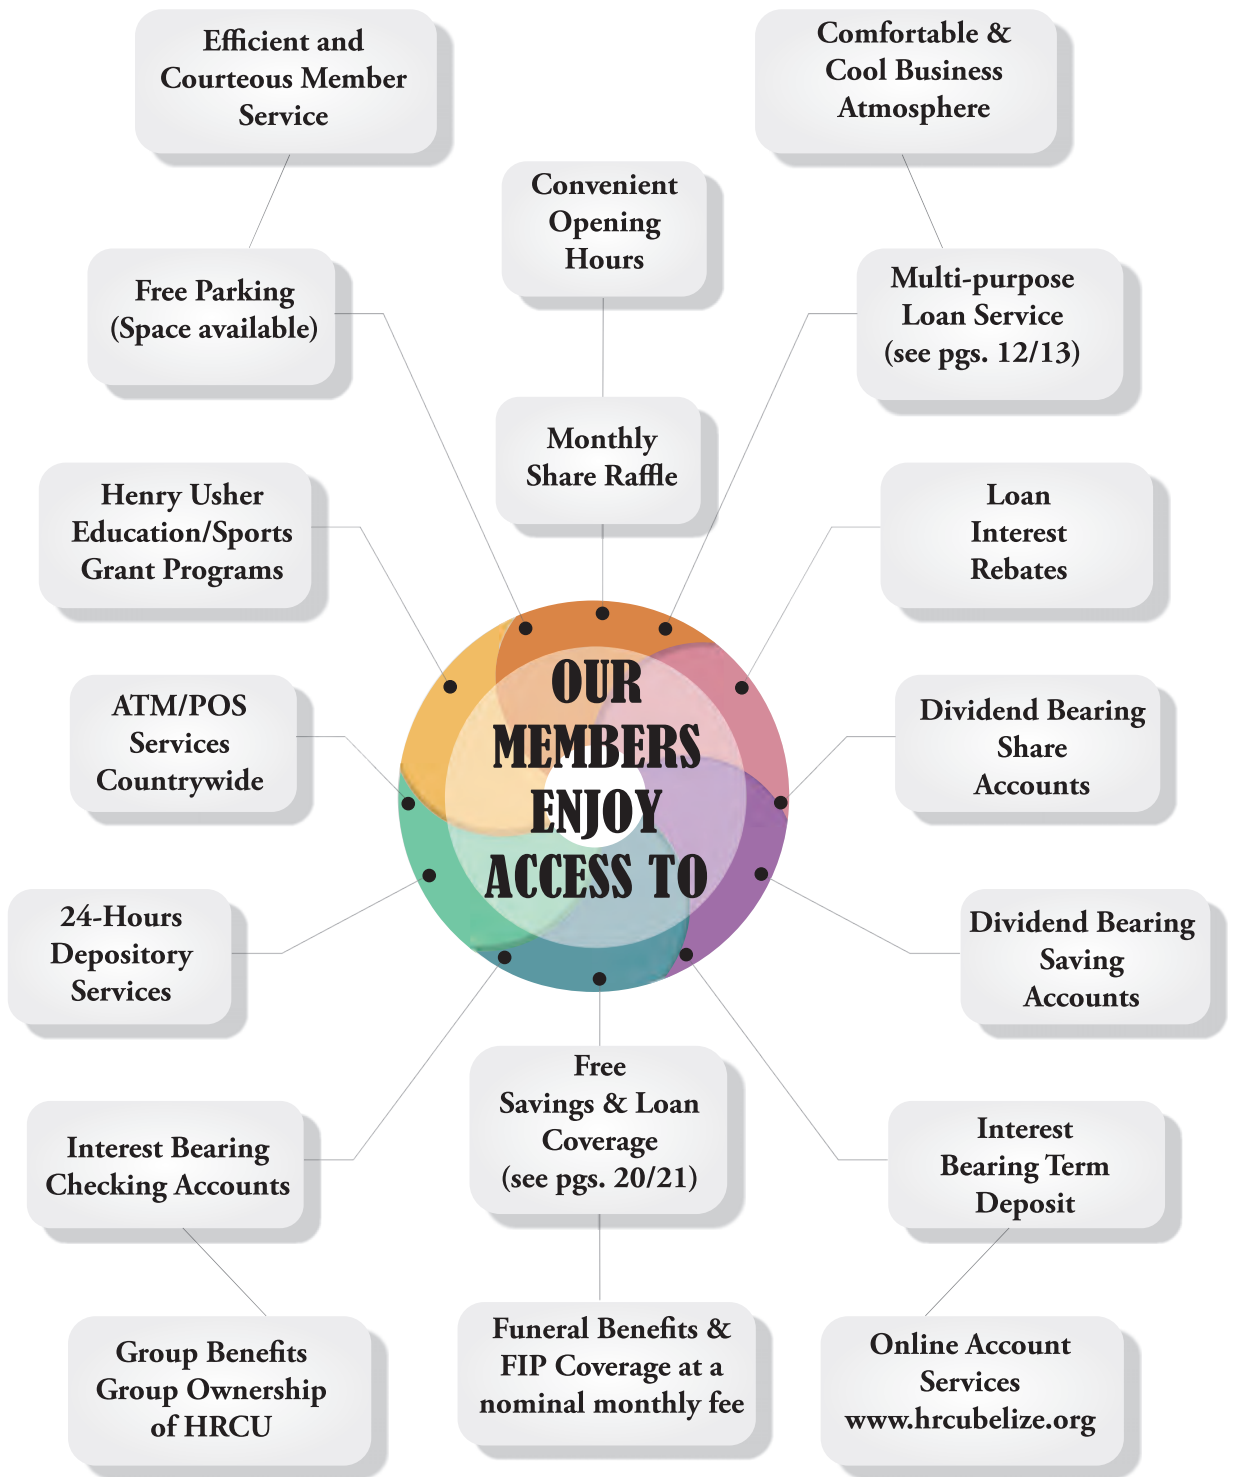 Efficient and
Courteous Member
Service
Comfortable &
Cool Business
Atmosphere
Convenient
Opening
Hours
Free Parking
(Space available)
Multi-purpose
Loan Service
(see pgs. 12/13)
Monthly
Share Raffle
Henry Usher
Education/Sports
Grant Programs
Loan
Interest
Rebates
OUR
MEMBERS
ENJOY
ACCESS TO
ATM/POS
Services
Countrywide
Dividend Bearing
Share
Accounts
24-Hours
Depository
Services
Dividend Bearing
Saving
Accounts
Interest Bearing
Checking Accounts
Free
Savings & Loan
Coverage
(see pgs. 20/21)
Interest
Bearing Term
Deposit
Group Benefits
Group Ownership
of HRCU
Funeral Benefits &
FIP Coverage at a
nominal monthly fee
Online Account
Services
www.hrcubelize.org